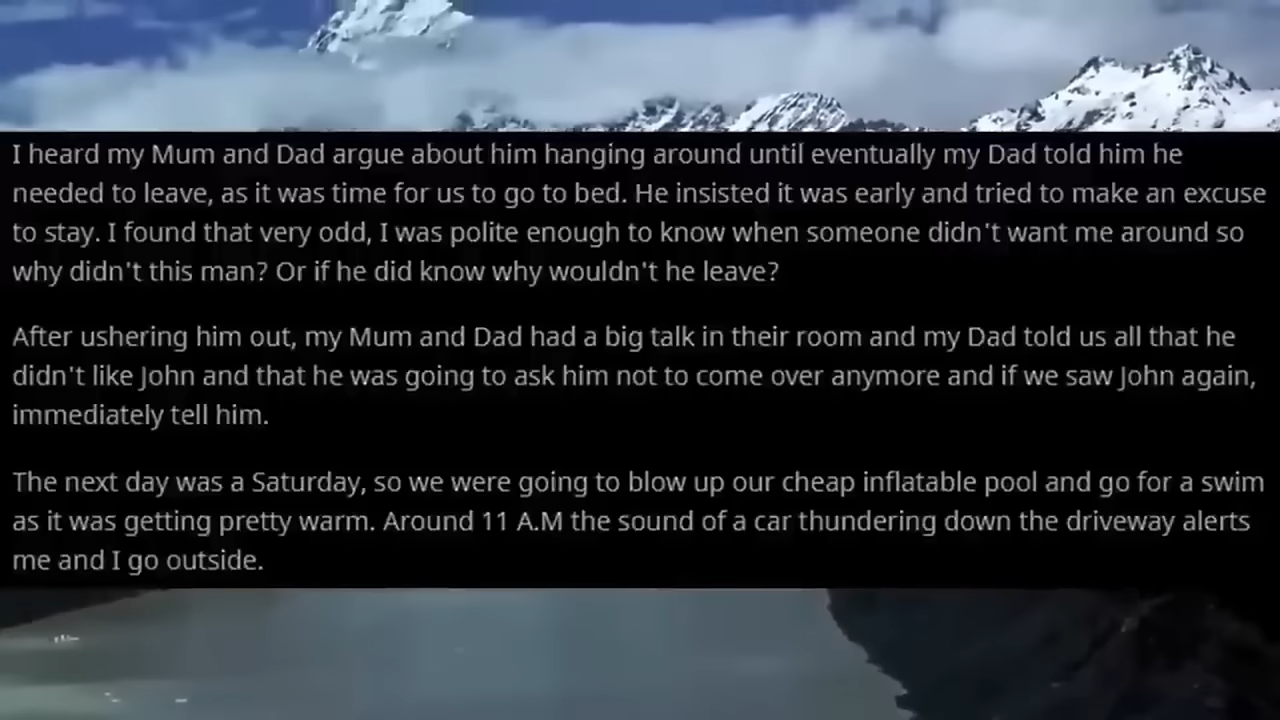 I heard my Mum and Dad argue about him hanging around until eventually my Dad told him he
needed to leave, as it was time for us to go to bed. He insisted it was early and tried to make an excuse
to stay. I found that very odd, I was polite enough to know when someone didn't want me around so
why didn't this man? Or if he did know why wouldn't he leave?
After ushering him out, my Mum and Dad had a big talk in their room and my Dad told us all that he
didn't like John and that he was going to ask him not to come over anymore and if we saw John again,
immediately tell him.
The next day was a Saturday, so we were going to blow up our cheap inflatable pool and go for a swim
as it was getting pretty warm. Around 11 A.M the sound of a car thundering down the driveway alerts
me and I go outside.